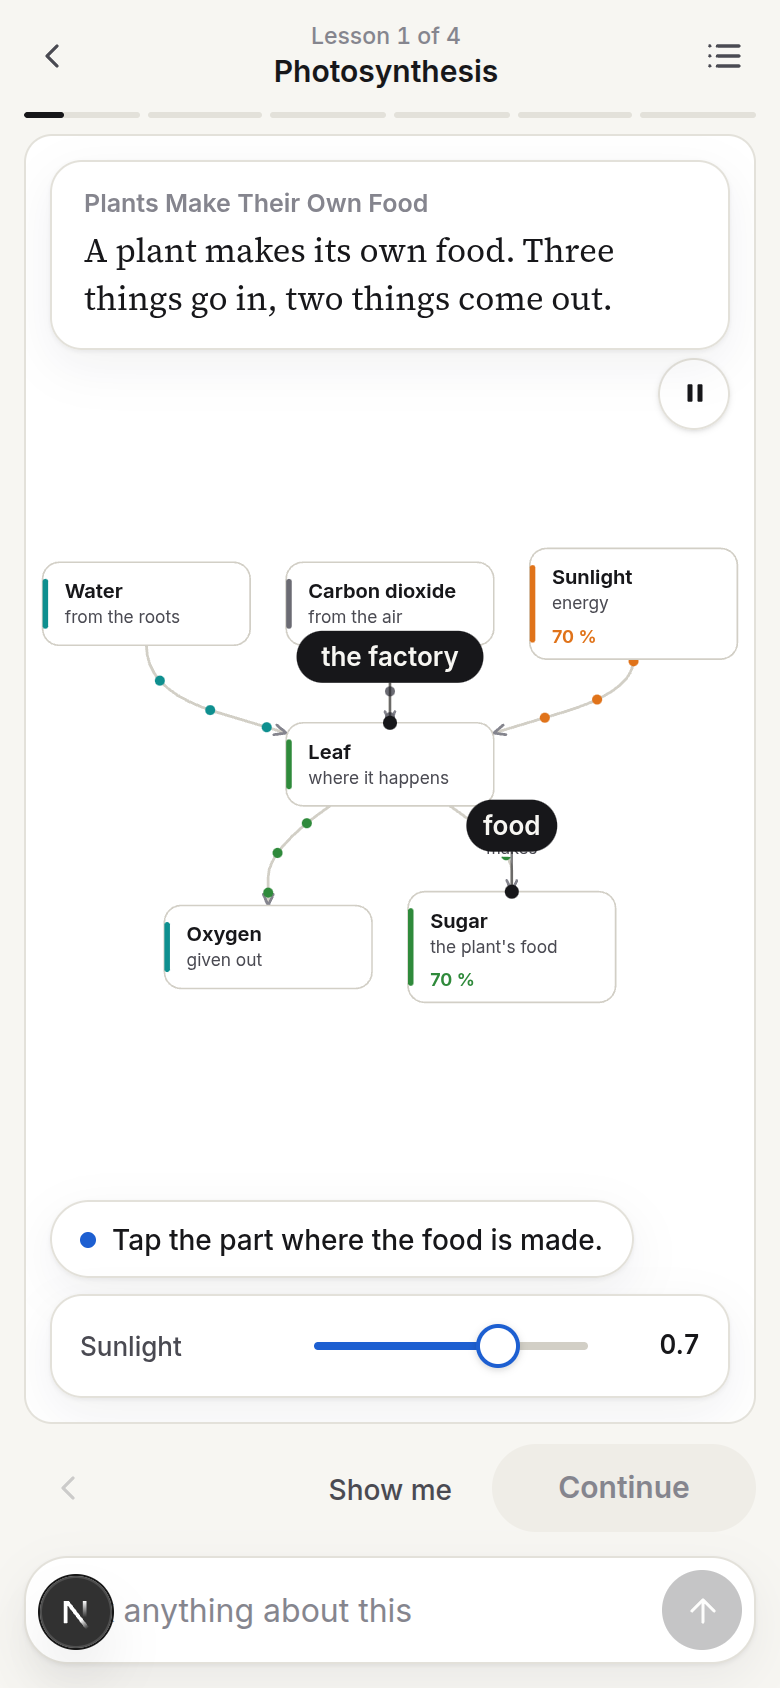 Lesson 1 of 4
Photosynthesis
Plants Make Their Own Food
A plant makes its own food. Three
things go in, two things come out.
Water
from the roots
Carbon dioxide
from the air
Sunlight
energy
70 %
the factory
Leaf
where it happens
food
makes
Oxygen
given out
Sugar
the plant's food
70 %
Tap the part where the food is made.
Sunlight
0.7
Show me
Continue
N
anything about this